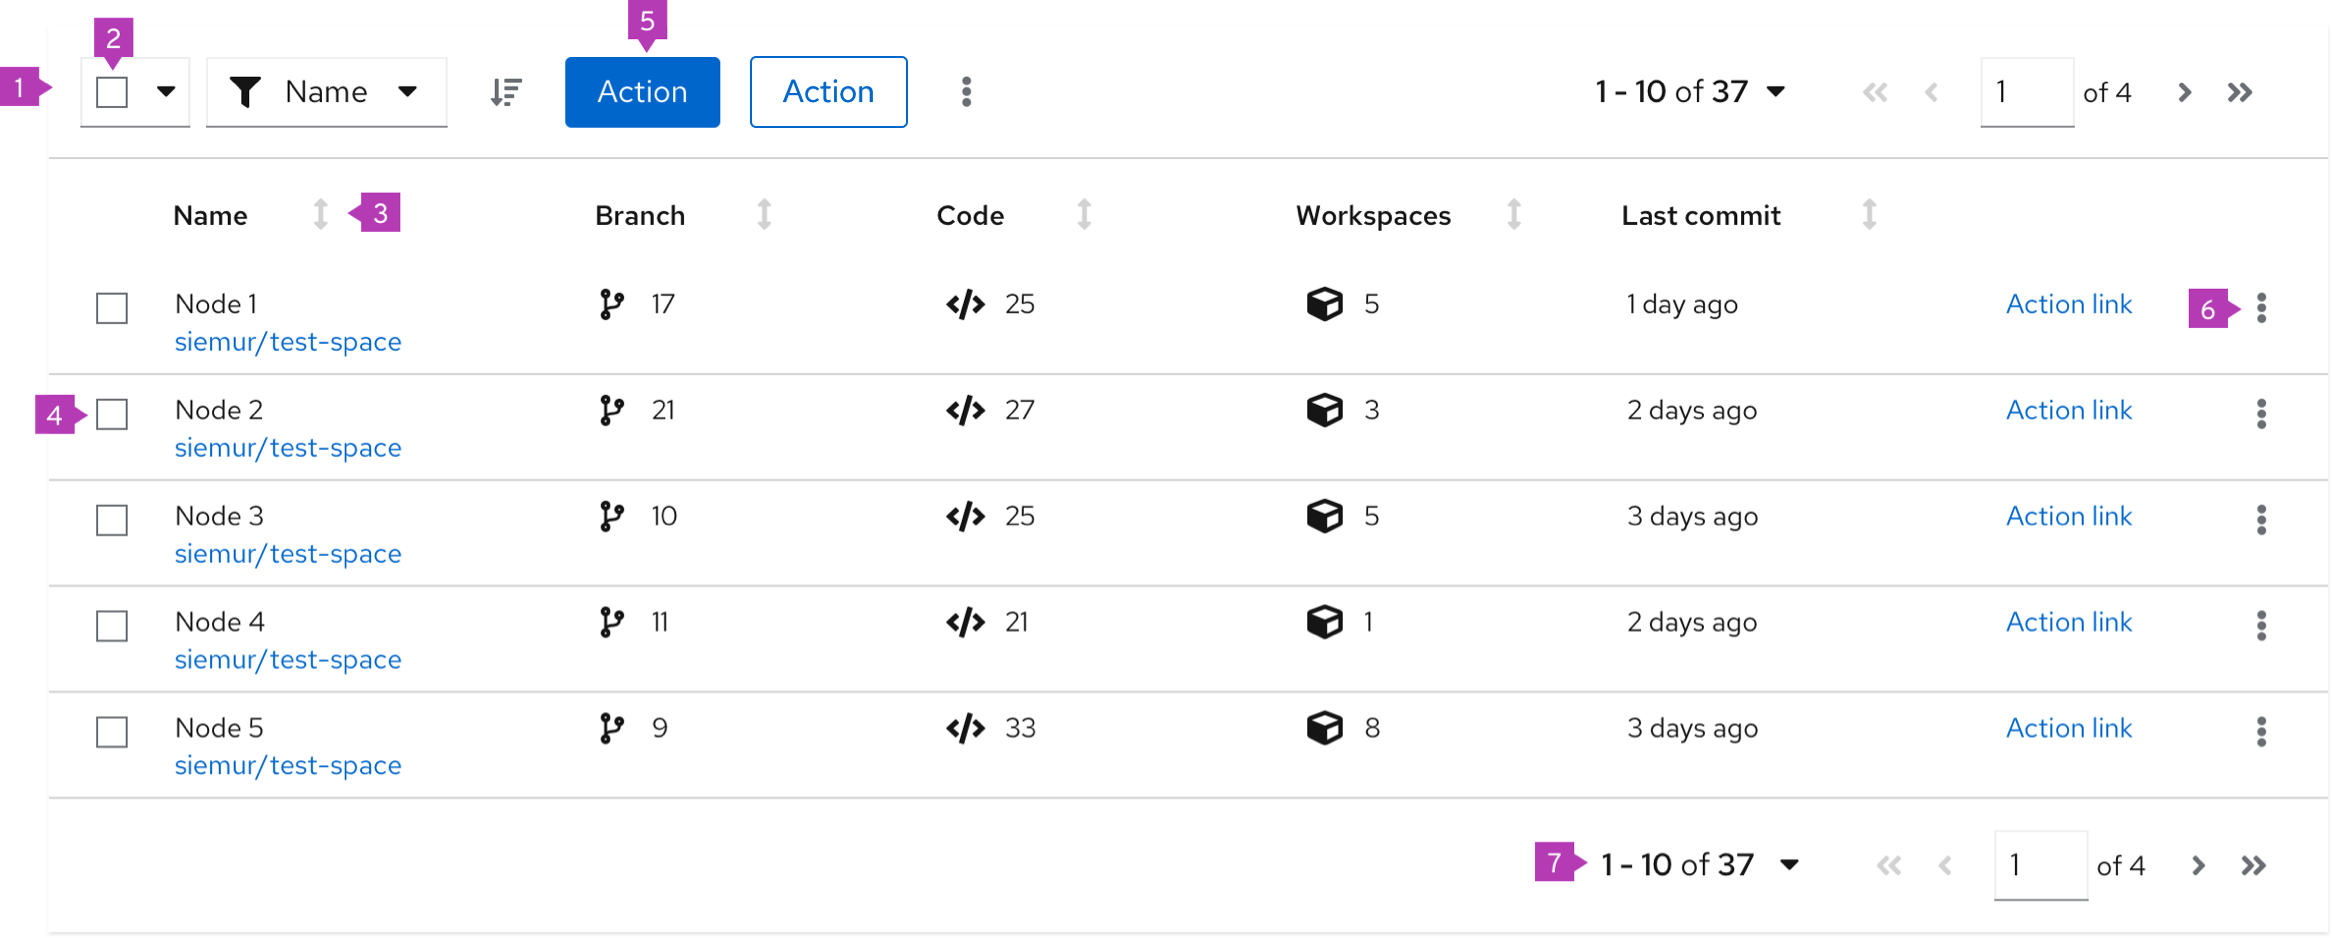 5
2
1 Name Action Action 1 - 10 of 37 1 of 4
Name 3 Branch Code Workspaces Last commit
Node 1 17 25 5 1 day ago Action link 6
siemur/test-space
4 Node 2 21 27 3 2 days ago Action link
siemur/test-space
Node 3 10 25 5 3 days ago Action link
siemur/test-space
Node 4 11 21 1 2 days ago Action link
siemur/test-space
Node 5 9 33 8 3 days ago Action link
siemur/test-space
7 1 - 10 of 37 1 of 4